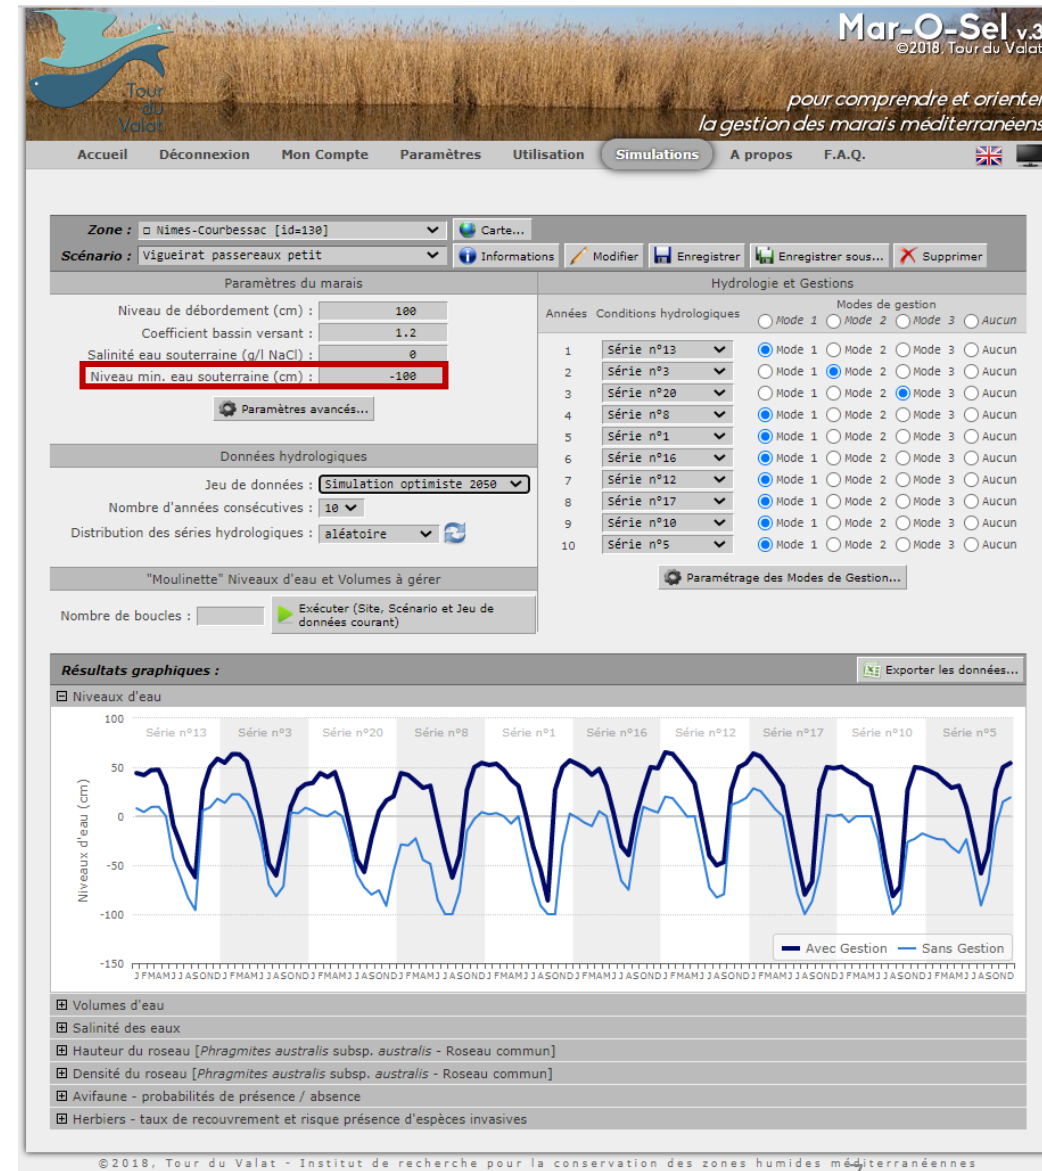 Mar-O-Sel v.3
©2018, Tour du Valat
Tour
du
Valat
pour comprendre et orienter
la gestion des marais méditerranéens
Accueil Déconnexion Mon Compte Paramètres Utilisation Simulations A propos F.A.Q.
Zone : Nimes-Courbessac [id=130] Carte...
Scénario : Vigueirat passereaux petit Informations Modifier Enregistrer Enregistrer sous... Supprimer
Paramètres du marais
Niveau de débordement (cm) : 100
Coefficient bassin versant : 1.2
Salinité eau souterraine (g/l NaCl) : 0
Niveau min. eau souterraine (cm) : -100
Paramètres avancés...
Données hydrologiques
Jeu de données : Simulation optimiste 2050
Nombre d'années consécutives : 10
Distribution des séries hydrologiques : aléatoire
"Moulinette" Niveaux d'eau et Volumes à gérer
Nombre de boucles : Exécuter (Site, Scénario et Jeu de
données courant)
Hydrologie et Gestions
Modes de gestion
Années Conditions hydrologiques Mode 1 Mode 2 Mode 3 Aucun
1 Série n°13 Mode 1 Mode 2 Mode 3 Aucun
2 Série n°3 Mode 1 Mode 2 Mode 3 Aucun
3 Série n°20 Mode 1 Mode 2 Mode 3 Aucun
4 Série n°8 Mode 1 Mode 2 Mode 3 Aucun
5 Série n°1 Mode 1 Mode 2 Mode 3 Aucun
6 Série n°16 Mode 1 Mode 2 Mode 3 Aucun
7 Série n°12 Mode 1 Mode 2 Mode 3 Aucun
8 Série n°17 Mode 1 Mode 2 Mode 3 Aucun
9 Série n°10 Mode 1 Mode 2 Mode 3 Aucun
10 Série n°5 Mode 1 Mode 2 Mode 3 Aucun
Paramétrage des Modes de Gestion...
Résultats graphiques : Exporter les données...
Niveaux d'eau
Série n°13 Série n°3 Série n°20 Série n°8 Série n°1 Série n°16 Série n°12 Série n°17 Série n°10 Série n°5
Niveaux d'eau (cm)
100
50
0
-50
-100
-150
Avec Gestion Sans Gestion
JFMAMJJASONDJFMAMJJASONDJFMAMJJASONDJFMAMJJASONDJFMAMJJASONDJFMAMJJASONDJFMAMJJASONDJFMAMJJASONDJFMAMJJASONDJFMAMJJASOND
Volumes d'eau
Salinité des eaux
Hauteur du roseau [Phragmites australis subsp. australis - Roseau commun]
Densité du roseau [Phragmites australis subsp. australis - Roseau commun]
Avifaune - probabilités de présence / absence
Herbiers - taux de recouvrement et risque présence d'espèces invasives
©2018, Tour du Valat - Institut de recherche pour la conservation des zones humides méditerranéennes